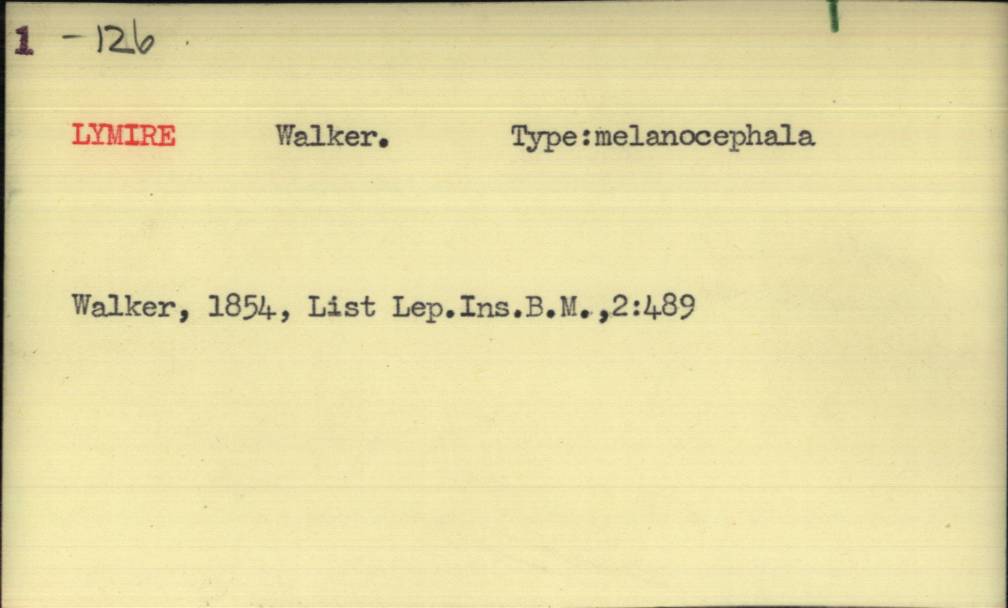 1 - 126
LYMIRE Walker. Type:melanocephala
Walker, 1854, List Lep.Ins.B.M.,2:489